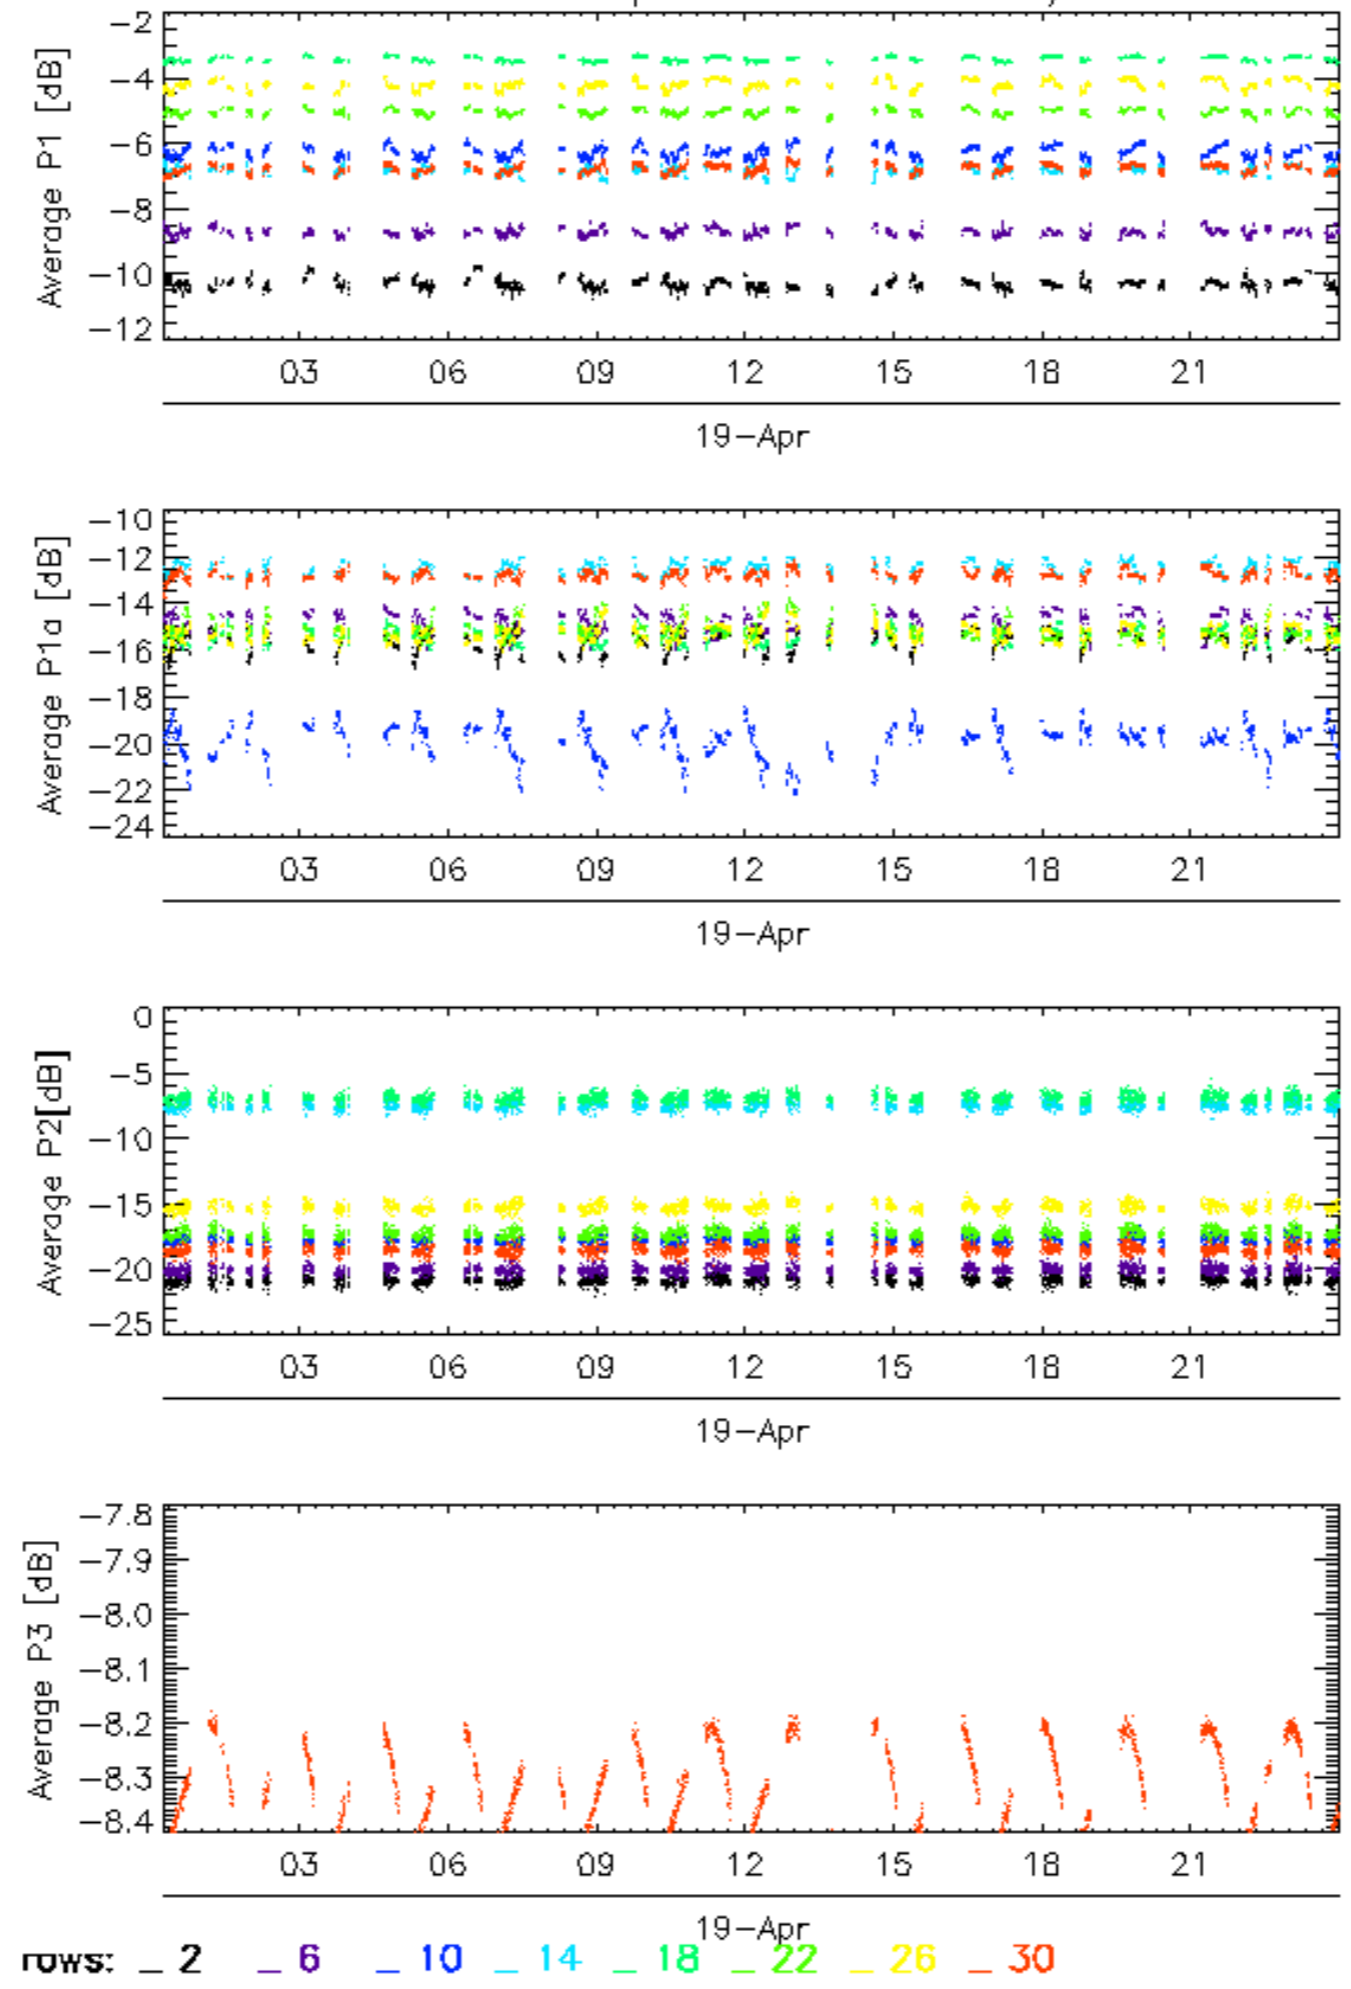 Average P1 [dB]
-2
-4
-6
-8
-10
-12
03 06 09 12 15 18 21
19-Apr
Average P1a [dB]
-10
-12
-14
-16
-18
-20
-22
-24
03 06 09 12 15 18 21
19-Apr
Average P2[dB]
0
-5
-10
-15
-20
-25
03 06 09 12 15 18 21
19-Apr
Average P3 [dB]
-7.8
-7.9
-8.0
-8.1
-8.2
-8.3
-8.4
03 06 09 12 15 18 21
19-Apr
rows: _ 2 _ 6 _ 10 _ 14 _ 18 _ 22 _ 26 _ 30